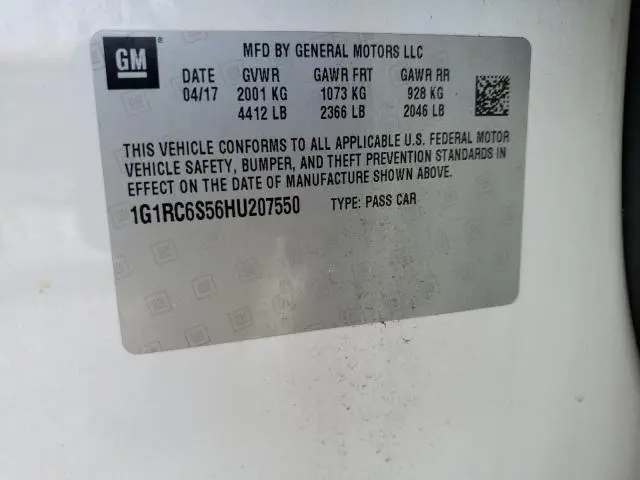 GM
®
MFD BY GENERAL MOTORS LLC
DATE GVWR GAWR FRT GAWR RR
04/17 2001 KG 1073 KG 928 KG
4412 LB 2366 LB 2046 LB
THIS VEHICLE CONFORMS TO ALL APPLICABLE U.S. FEDERAL MOTOR
VEHICLE SAFETY, BUMPER, AND THEFT PREVENTION STANDARDS IN
EFFECT ON THE DATE OF MANUFACTURE SHOWN ABOVE.
1G1RC6S56HU207550 TYPE: PASS CAR